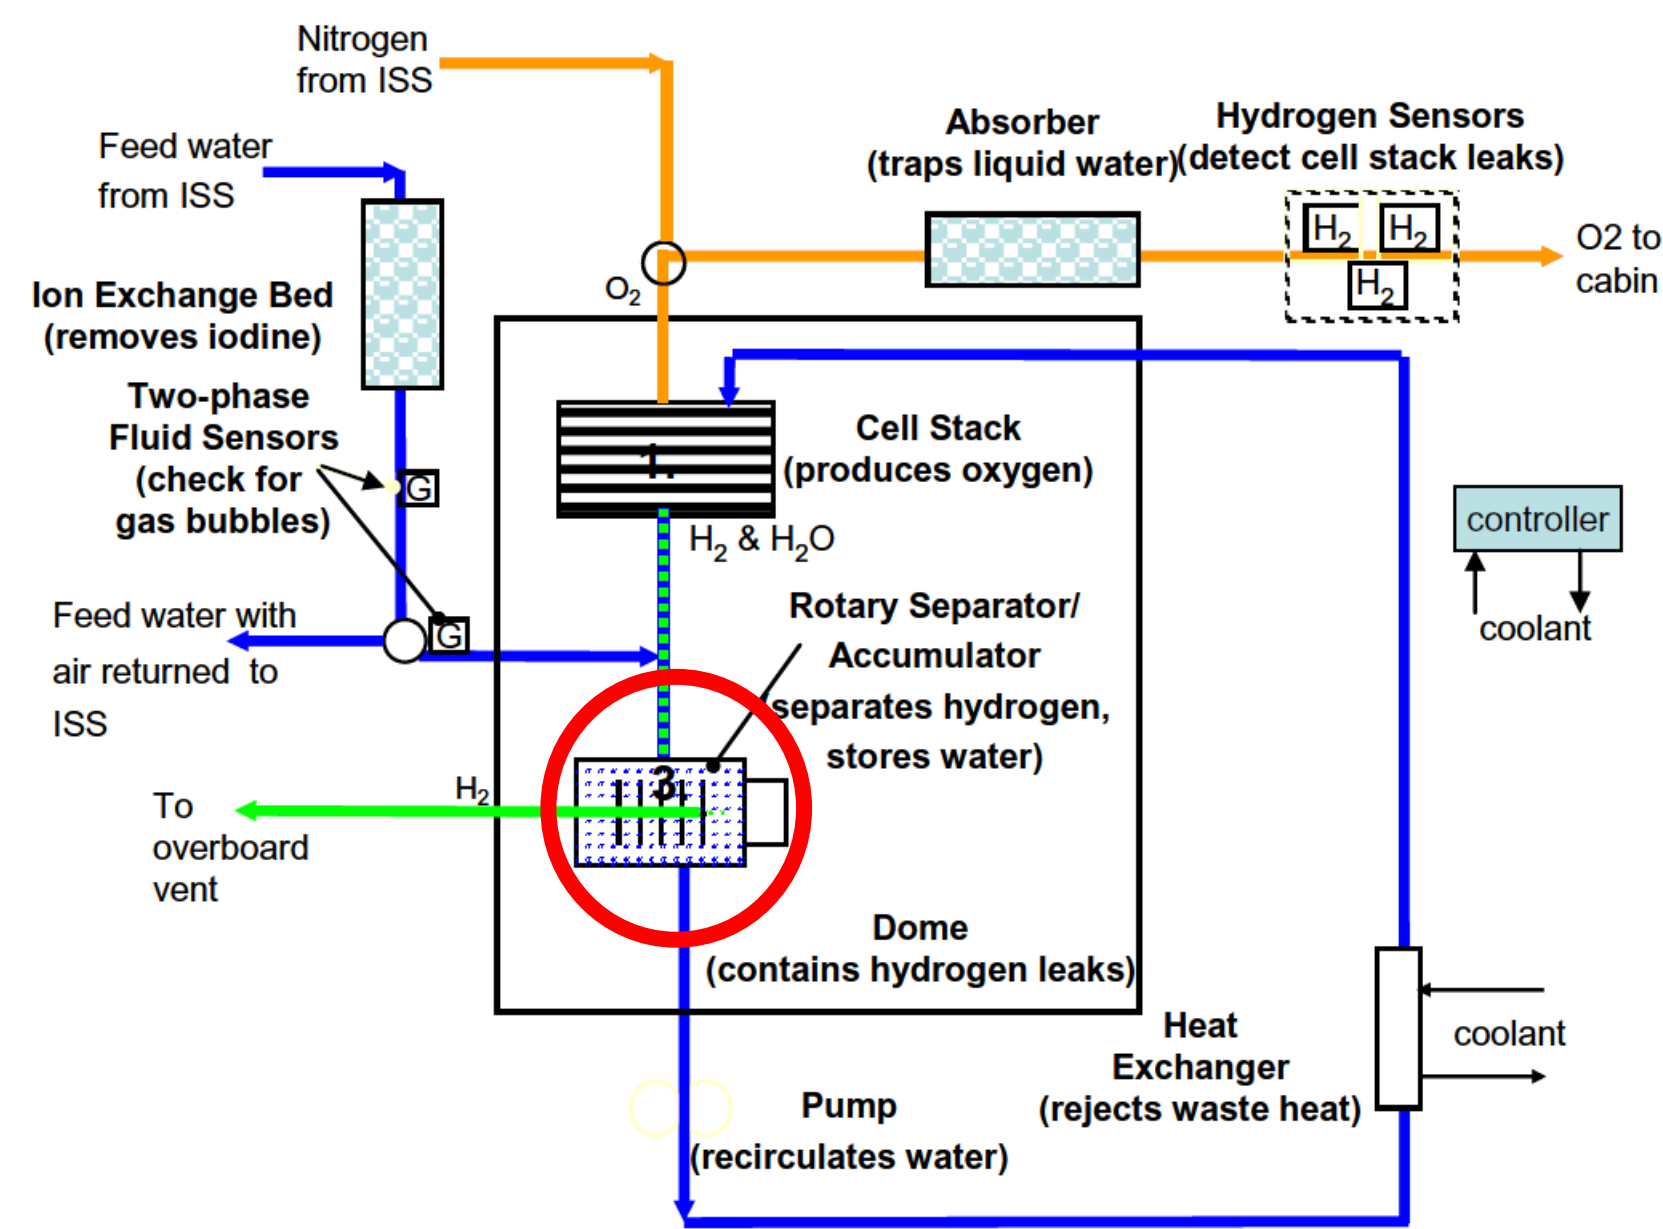 Nitrogen
from ISS
Feed water
from ISS
Absorber
(traps liquid water)
Hydrogen Sensors
(detect cell stack leaks)
H2
H2
H2
O2 to
cabin
O2
Ion Exchange Bed
(removes iodine)
Two-phase
Fluid Sensors
(check for
gas bubbles)
G
G
1.
Cell Stack
(produces oxygen)
H2 & H2O
controller
coolant
Feed water with
air returned to
ISS
Rotary Separator/
Accumulator
separates hydrogen,
stores water)
3.
H2
To
overboard
vent
Dome
(contains hydrogen leaks)
Heat
Exchanger
(rejects waste heat)
coolant
Pump
(recirculates water)